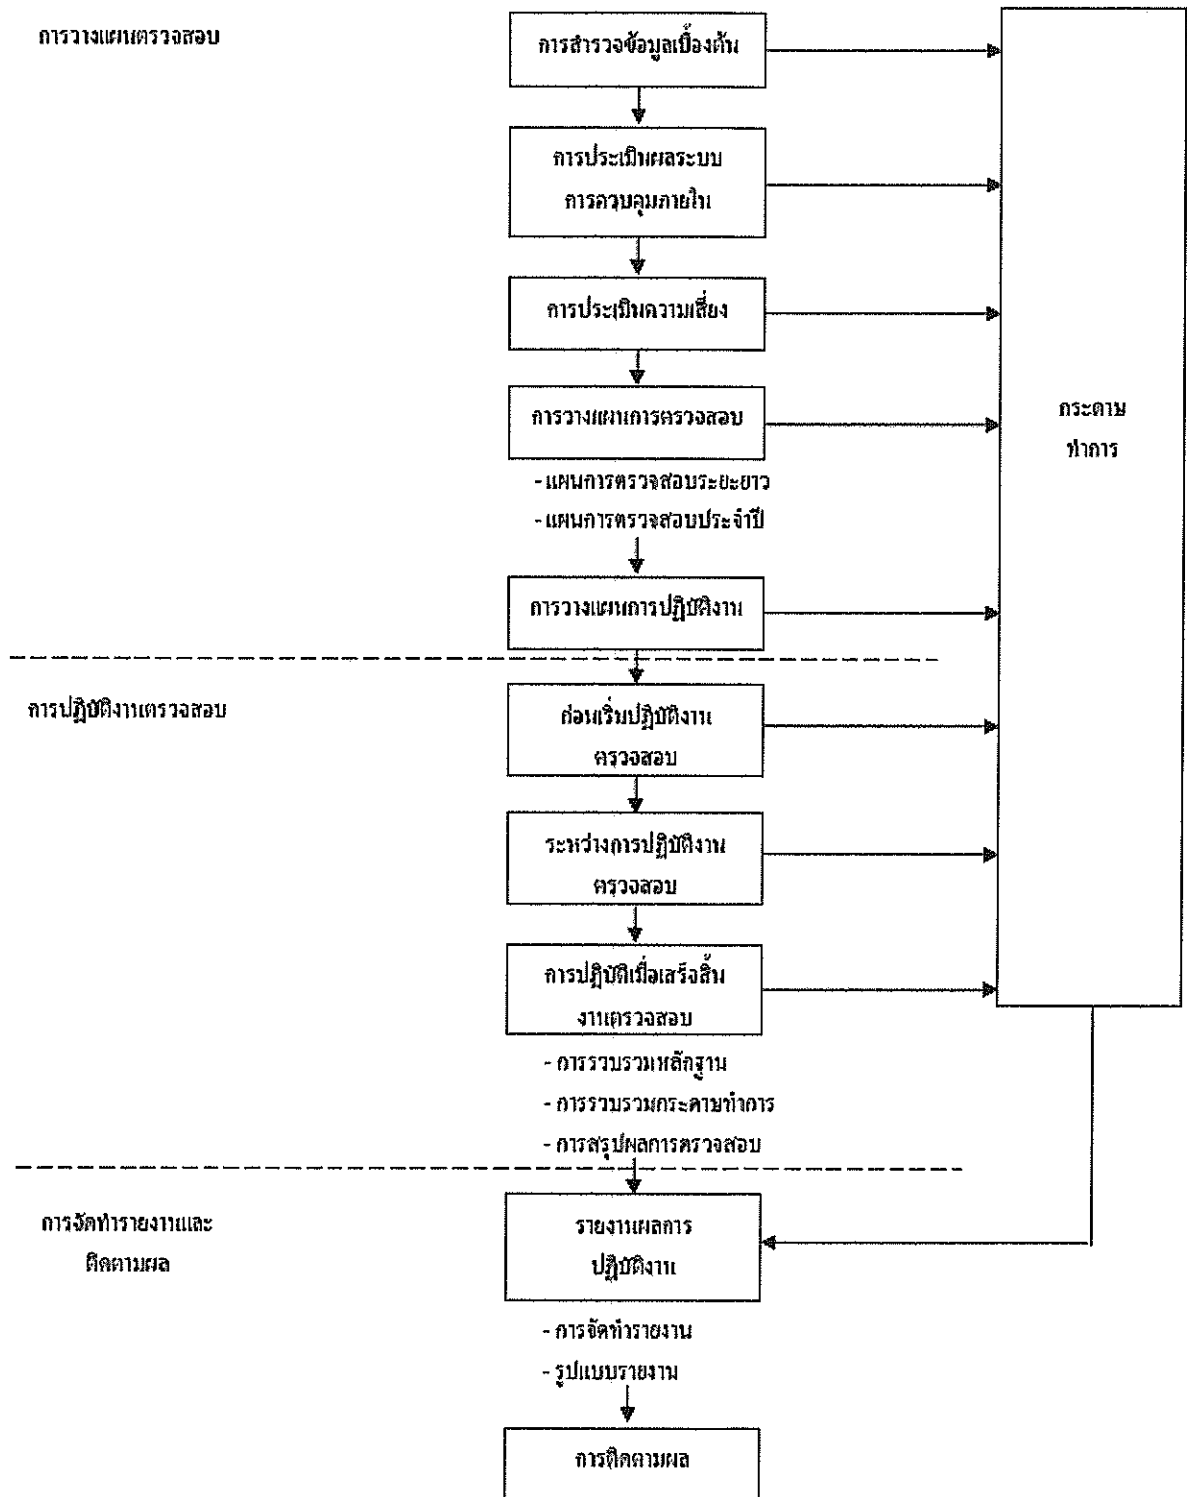 การวางแผนตรวจสอบ
การสำรวจข้อมูลเบื้องต้น
การประเมินผลระบบ
การควบคุมภายใน
การประเมินความเสี่ยง
การวางแผนการตรวจสอบ
- แผนการตรวจสอบระยะยาว
- แผนการตรวจสอบประจำปี
การวางแผนการปฏิบัติงาน
กระดาษ
ทำการ
การปฏิบัติงานตรวจสอบ
ก่อนเริ่มปฏิบัติงาน
ตรวจสอบ
ระหว่างการปฏิบัติงาน
ตรวจสอบ
การปฏิบัติเมื่อเสร็จสิ้น
งานตรวจสอบ
- การรวบรวมหลักฐาน
- การรวบรวมกระดาษทำการ
- การสรุปผลการตรวจสอบ
การจัดทำรายงานและ
ติดตามผล
รายงานผลการ
ปฏิบัติงาน
- การจัดทำรายงาน
- รูปแบบรายงาน
การติดตามผล